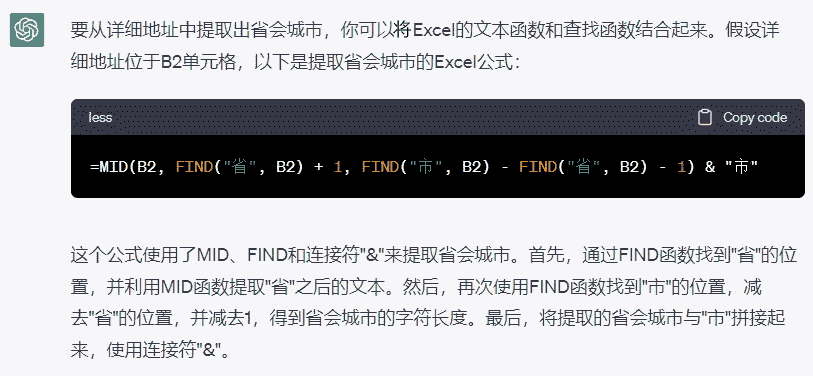 要从详细地址中提取出省会城市，你可以将Excel的文本函数和查找函数结合起来。假设详
细地址位于B2单元格，以下是提取省会城市的Excel公式：
less Copy code
=MID(B2, FIND("省", B2) + 1, FIND("市", B2) - FIND("省", B2) - 1) & "市"
这个公式使用了MID、FIND和连接符"&"来提取省会城市。首先，通过FIND函数找到"省"的位
置，并利用MID函数提取"省"之后的文本。然后，再次使用FIND函数找到"市"的位置，减
去"省"的位置，并减去1，得到省会城市的字符长度。最后，将提取的省会城市与"市"拼接起
来，使用连接符"&"。